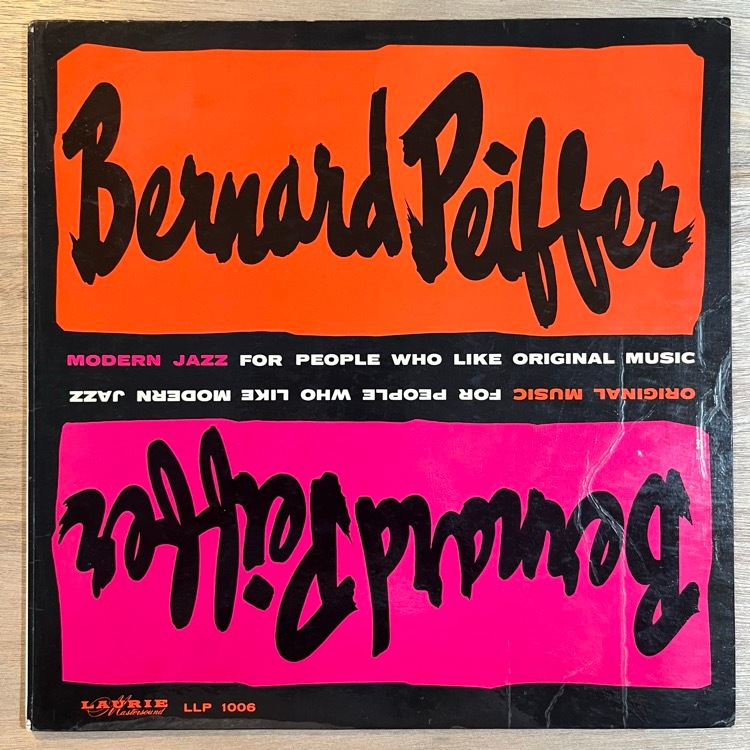 Bernard Peiffer
MODERN JAZZ FOR PEOPLE WHO LIKE ORIGINAL MUSIC
ORIGINAL MUSIC FOR PEOPLE WHO LIKE MODERN JAZZ
Bernard Peiffer
LAURIE
Mastersound
LLP 1006